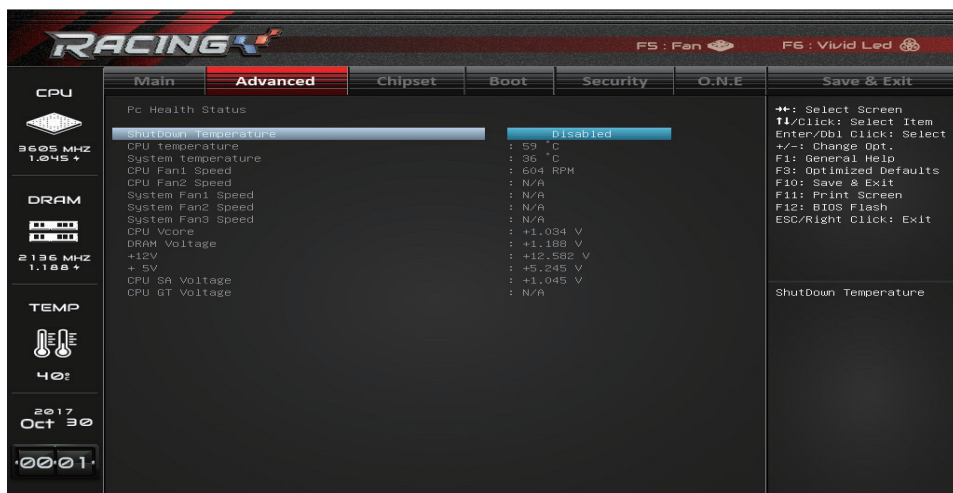 RACING
F5 : Fan
F6 : Vivid Led
Main Advanced Chipset Boot Security O.N.E Save & Exit
CPU
3605 MHZ
1.045 v
DRAM
2136 MHZ
1.188 v
TEMP
40°
2017
Oct 30
00:01
Pc Health Status
ShutDown Temperature Disabled
CPU temperature : 59 °C
System temperature : 36 °C
CPU Fan1 Speed : 604 RPM
CPU Fan2 Speed : N/A
System Fan1 Speed : N/A
System Fan2 Speed : N/A
System Fan3 Speed : N/A
CPU Vcore : +1.034 V
DRAM Voltage : +1.188 V
+12V : +12.582 V
+ 5V : +5.245 V
CPU SA Voltage : +1.045 V
CPU GT Voltage : N/A
→←: Select Screen
↑↓/Click: Select Item
Enter/Dbl Click: Select
+/-: Change Opt.
F1: General Help
F3: Optimized Defaults
F10: Save & Exit
F11: Print Screen
F12: BIOS Flash
ESC/Right Click: Exit
ShutDown Temperature